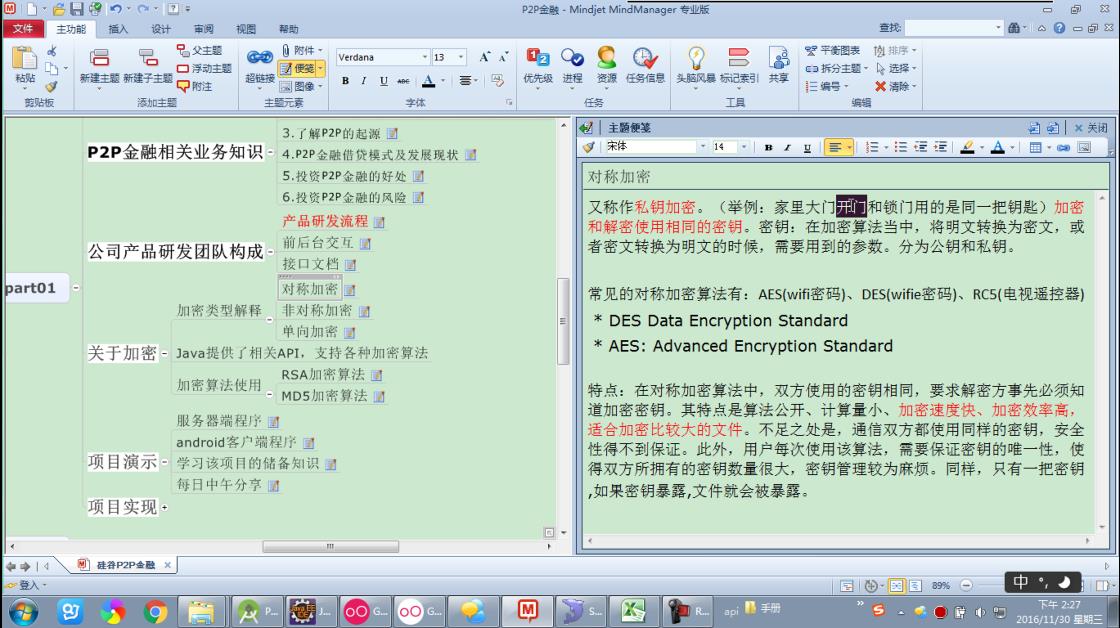 P2P金融 - Mindjet MindManager 专业版
文件 主功能 插入 设计 审阅 视图 帮助 查找:
粘贴 新建主题 新建子主题 父主题 浮动主题 附注 超链接 附件 便笺 图像 Verdana 13 优先级 进程 资源 任务信息 头脑风暴 标记索引 共享 平衡图表 拆分主题 编号 排序 选择 清除
B I U ABC A
剪贴板 添加主题 主题元素 字体 任务 工具 编辑
3.了解P2P的起源
P2P金融相关业务知识
4.P2P金融借贷模式及发展现状
5.投资P2P金融的好处
6.投资P2P金融的风险
产品研发流程
公司产品研发团队构成
前后台交互
接口文档
part01
对称加密
加密类型解释
非对称加密
单向加密
关于加密
Java提供了相关API，支持各种加密算法
RSA加密算法
加密算法使用
MD5加密算法
服务器端程序
android客户端程序
项目演示
学习该项目的储备知识
每日中午分享
项目实现
主题便笺 关闭
宋体 14 B I U
对称加密
又称作私钥加密。（举例：家里大门开门和锁门用的是同一把钥匙）加密
和解密使用相同的密钥。密钥：在加密算法当中，将明文转换为密文，或
者密文转换为明文的时候，需要用到的参数。分为公钥和私钥。
常见的对称加密算法有：AES(wifi密码)、DES(wifie密码)、RC5(电视遥控器)
* DES Data Encryption Standard
* AES: Advanced Encryption Standard
特点：在对称加密算法中，双方使用的密钥相同，要求解密方事先必须知
道加密密钥。其特点是算法公开、计算量小、加密速度快、加密效率高，
适合加密比较大的文件。不足之处是，通信双方都使用同样的密钥，安全
性得不到保证。此外，用户每次使用该算法，需要保证密钥的唯一性，使
得双方所拥有的密钥数量很大，密钥管理较为麻烦。同样，只有一把密钥
,如果密钥暴露,文件就会被暴露。
硅谷P2P金融
登入 89%
中 °,
P... J... G... G... S... R... api 手册
下午 2:27
2016/11/30 星期三